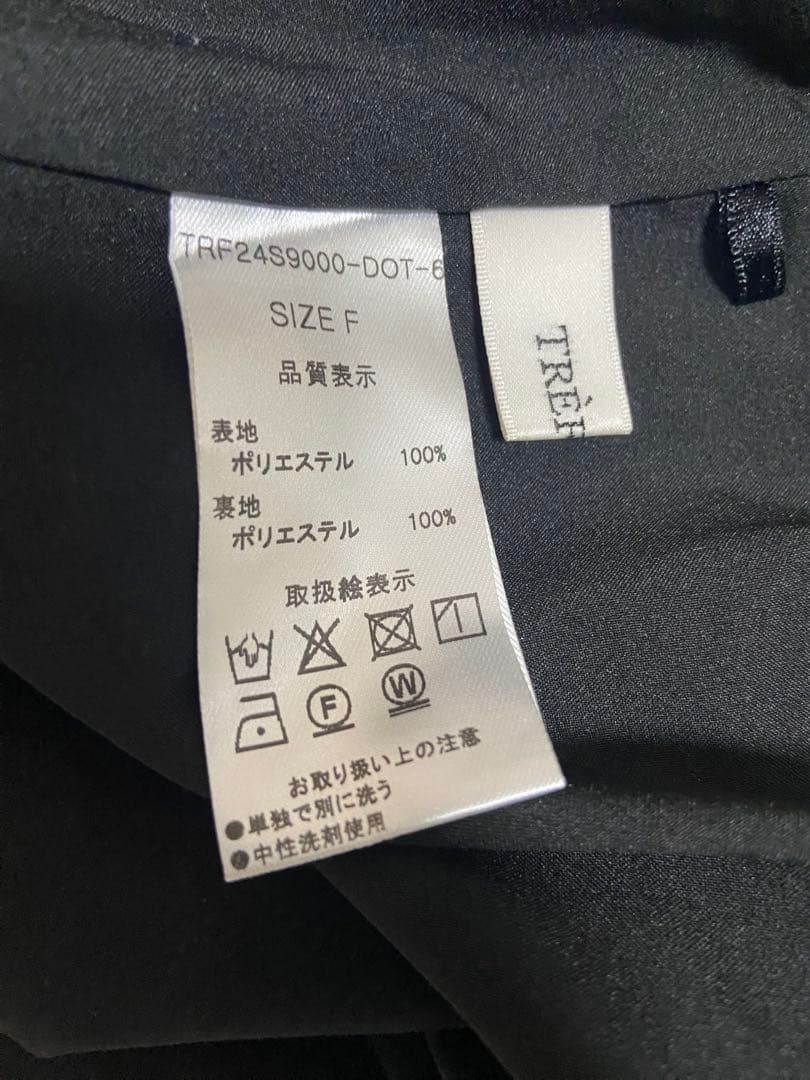 TRF24S9000-DOT-6
SIZE F
品質表示
表地
ポリエステル 100%
裏地
ポリエステル 100%
取扱絵表示
F
W
お取り扱い上の注意
●単独で別に洗う
●中性洗剤使用
TRÉF